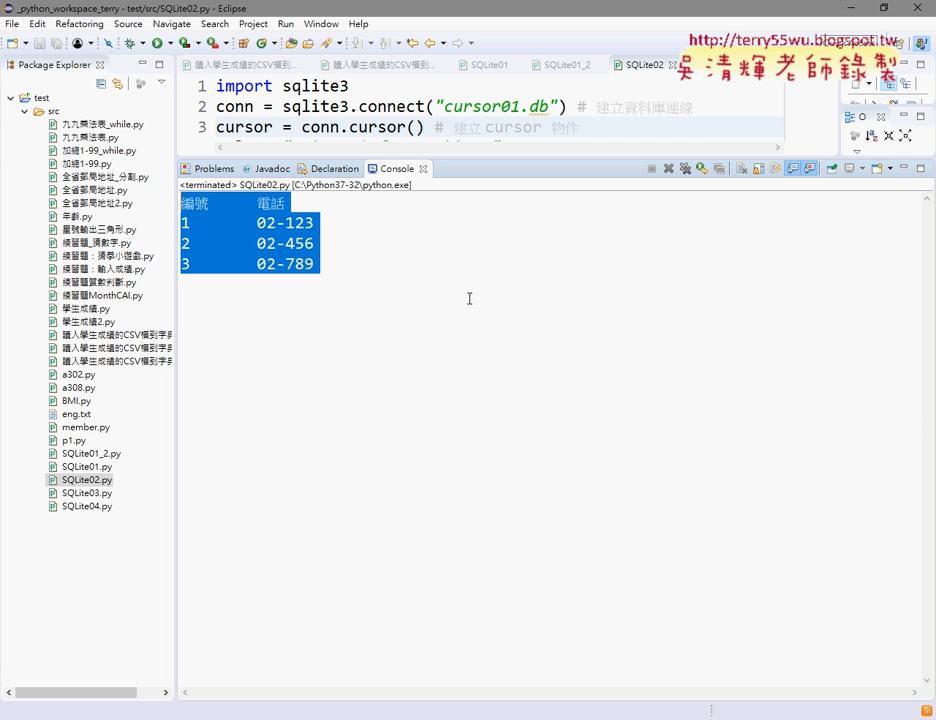 _python_workspace_terry - test/src/SQLite02.py - Eclipse
File Edit Refactoring Source Navigate Search Project Run Window Help
http://terry55wu.blogspot.tw
吳清輝老師錄製
Package Explorer
讀入學生成績的CSV檔到... 讀入學生成績的CSV檔到... SQLite01 SQLite01_2 SQLite02
test
src
九九乘法表_while.py
九九乘法表.py
加總1-99_while.py
加總1-99.py
全省郵局地址_分割.py
全省郵局地址.py
全省郵局地址2.py
年齡.py
星號輸出三角形.py
練習題_猜數字.py
練習題：猜拳小遊戲.py
練習題：輸入成績.py
練習題質數判斷.py
練習題MonthCAI.py
學生成績.py
學生成績2.py
讀入學生成績的CSV檔到字典
讀入學生成績的CSV檔到字典
讀入學生成績的CSV檔到字典
a302.py
a308.py
BMI.py
eng.txt
member.py
p1.py
SQLite01_2.py
SQLite01.py
SQLite02.py
SQLite03.py
SQLite04.py
1 import sqlite3
2 conn = sqlite3.connect("cursor01.db") # 建立資料庫連線
3 cursor = conn.cursor() # 建立 cursor 物件
Problems Javadoc Declaration Console
<terminated> SQLite02.py [C:\Python37-32\python.exe]
編號 電話
1 02-123
2 02-456
3 02-789